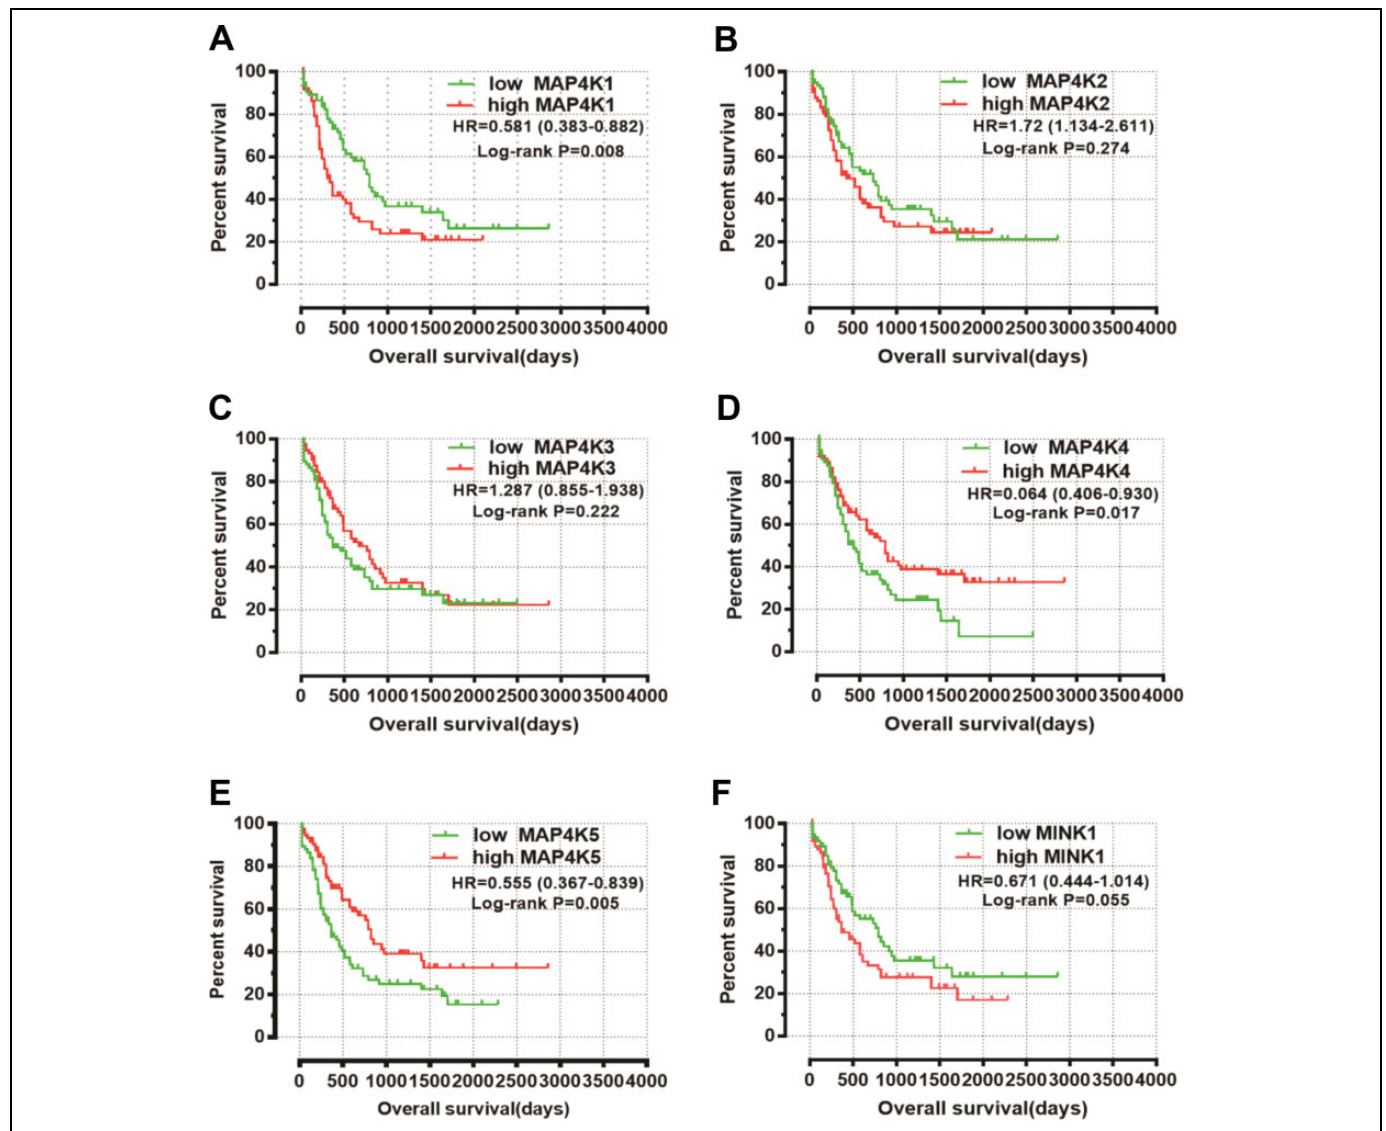 A
Percent survival
100
80
60
40
20
0
low MAP4K1
high MAP4K1
HR=0.581 (0.383-0.882)
Log-rank P=0.008
0 500 1000 1500 2000 2500 3000 3500 4000
Overall survival(days)
B
Percent survival
100
80
60
40
20
0
low MAP4K2
high MAP4K2
HR=1.72 (1.134-2.611)
Log-rank P=0.274
0 500 1000 1500 2000 2500 3000 3500 4000
Overall survival(days)
C
Percent survival
100
80
60
40
20
0
low MAP4K3
high MAP4K3
HR=1.287 (0.855-1.938)
Log-rank P=0.222
0 500 1000 1500 2000 2500 3000 3500 4000
Overall survival(days)
D
Percent survival
100
80
60
40
20
0
low MAP4K4
high MAP4K4
HR=0.064 (0.406-0.930)
Log-rank P=0.017
0 500 1000 1500 2000 2500 3000 3500 4000
Overall survival(days)
E
Percent survival
100
80
60
40
20
0
low MAP4K5
high MAP4K5
HR=0.555 (0.367-0.839)
Log-rank P=0.005
0 500 1000 1500 2000 2500 3000 3500 4000
Overall survival(days)
F
Percent survival
100
80
60
40
20
0
low MINK1
high MINK1
HR=0.671 (0.444-1.014)
Log-rank P=0.055
0 500 1000 1500 2000 2500 3000 3500 4000
Overall survival(days)